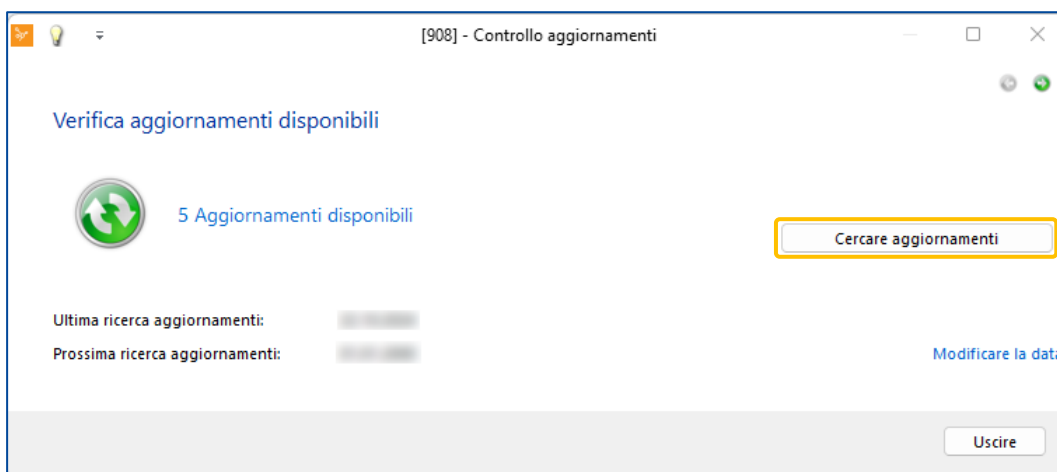 [908] - Controllo aggiornamenti
Verifica aggiornamenti disponibili
5 Aggiornamenti disponibili
Cercare aggiornamenti
Ultima ricerca aggiornamenti:
Prossima ricerca aggiornamenti:
Modificare la data
Uscire